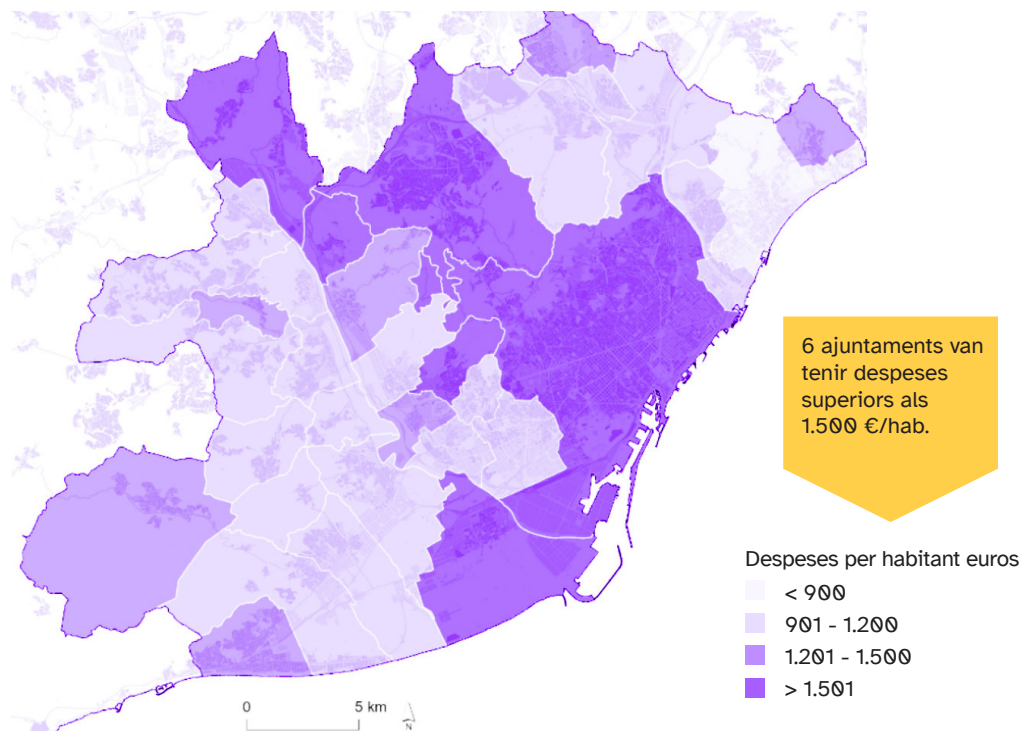 6 ajuntaments van
tenir despeses
superiors als
1.500 €/hab.
Despeses per habitant euros
< 900
901 - 1.200
1.201 - 1.500
> 1.501
0 5 km
N